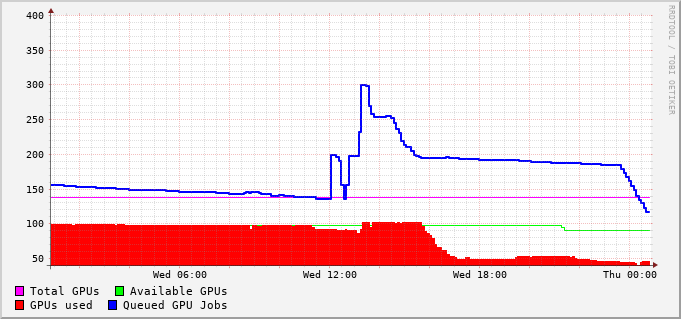 400
350
300
250
200
150
100
50
Wed 06:00 Wed 12:00 Wed 18:00 Thu 00:00
Total GPUs Available GPUs
GPUs used Queued GPU Jobs
RRDTOOL / TOBI OETIKER